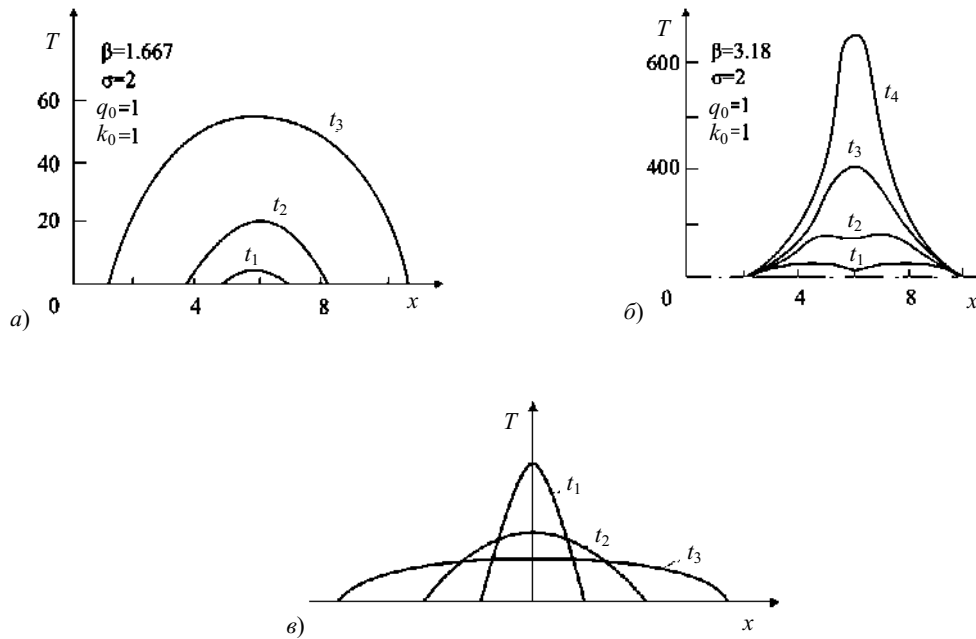 T
β=1.667
σ=2
q₀=1
k₀=1
60
40
20
0
4
8
x
t₁
t₂
t₃
а)
T
600
400
β=3.18
σ=2
q₀=1
k₀=1
t₄
t₃
t₂
t₁
0
4
8
x
б)
T
t₁
t₂
t₃
x
в)